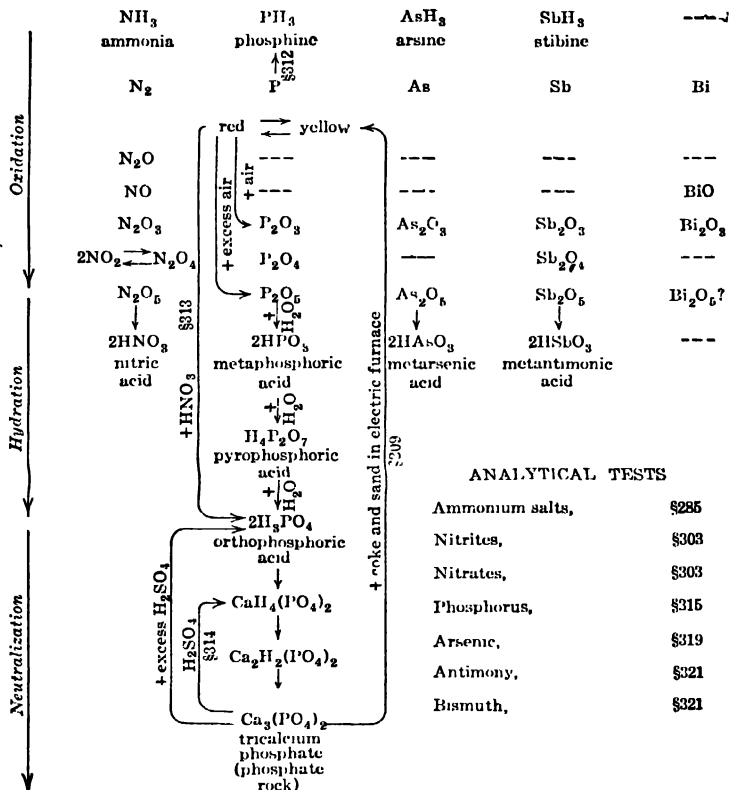 NH₃ PH₃ AsH₃ SbH₃ ----
ammonia phosphine arsine stibine
§312
N₂ P As Sb Bi
red ⇄ yellow
Oxidation
N₂O --- --- --- ---
+ excess air
+ air
NO --- --- --- BiO
N₂O₃ P₂O₃ As₂O₃ Sb₂O₃ Bi₂O₃
2NO₂ ⇄ N₂O₄ P₂O₄ — Sb₂O₄ ---
N₂O₅ P₂O₅ As₂O₅ Sb₂O₅ Bi₂O₅?
§313
+ H₂O
2HNO₃ 2HPO₃ 2HAsO₃ 2HSbO₃ ---
nitric metaphosphoric metarsenic metantimonic
acid acid acid acid
Hydration
+HNO₃
+ H₂O
H₄P₂O₇
pyrophosphoric
acid
+ H₂O
+ coke and sand in electric furnace
ANALYTICAL TESTS
Ammonium salts, §285
Nitrites, §303
Nitrates, §303
Phosphorus, §315
Arsenic, §319
Antimony, §321
Bismuth, §321
2H₃PO₄
orthophosphoric
acid
Neutralization
+excess H₂SO₄
H₂SO₄
§314
CaH₄(PO₄)₂
Ca₂H₂(PO₄)₂
Ca₃(PO₄)₂
tricalcium
phosphate
(phosphate
rock)